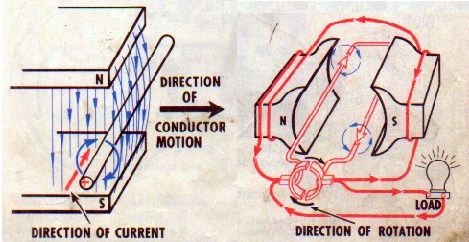 N
DIRECTION
OF
CONDUCTOR
MOTION
S
DIRECTION OF CURRENT
N
S
LOAD
DIRECTION OF ROTATION